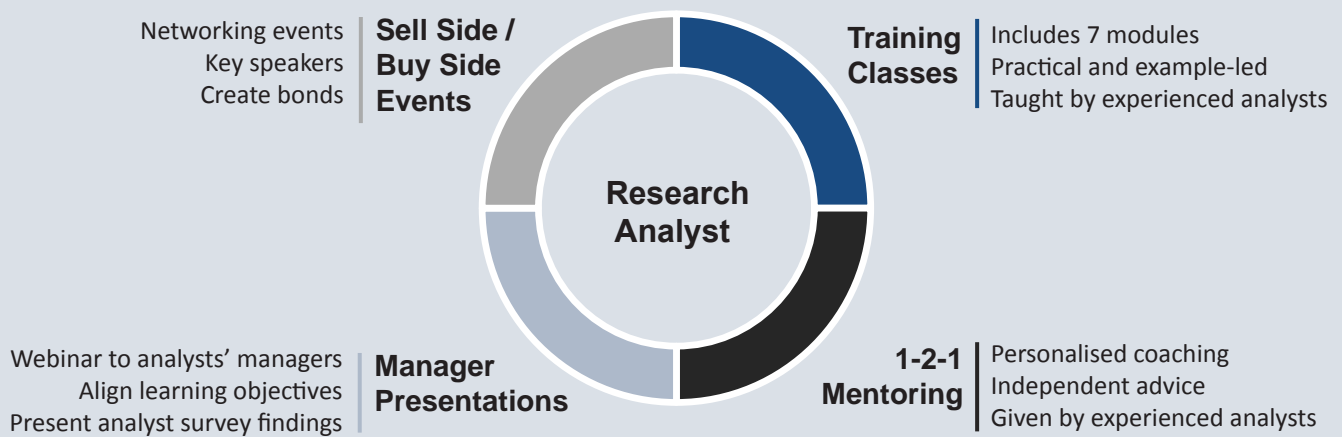 Networking events
Key speakers
Create bonds
Sell Side /
Buy Side
Events
Training
Classes
Includes 7 modules
Practical and example-led
Taught by experienced analysts
Research
Analyst
Webinar to analysts’ managers
Align learning objectives
Present analyst survey findings
Manager
Presentations
1-2-1
Mentoring
Personalised coaching
Independent advice
Given by experienced analysts